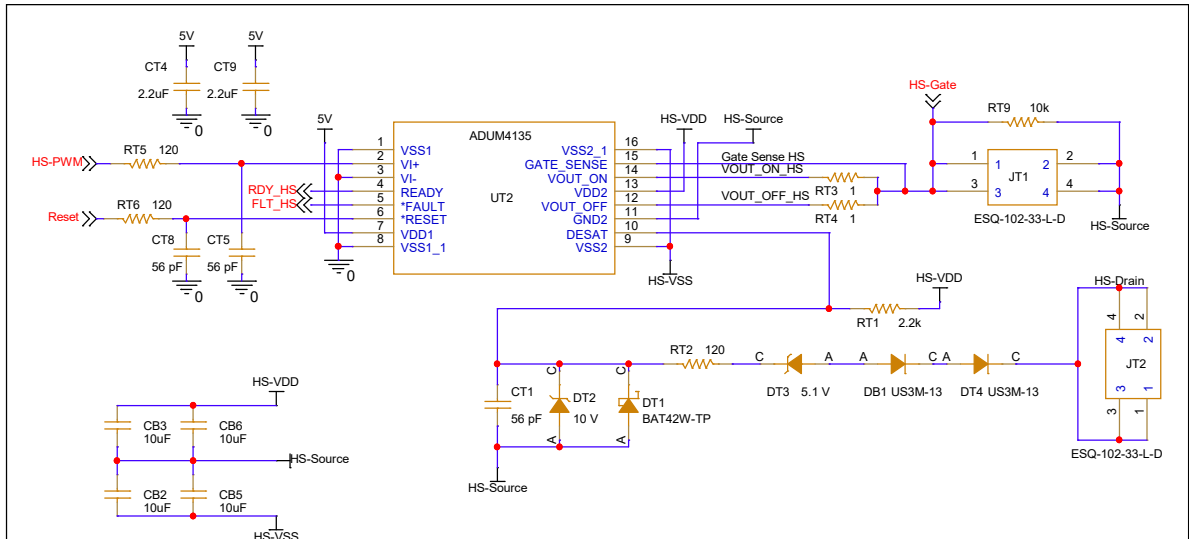 5V 5V
CT4 CT9
2.2uF 2.2uF
0 0
HS-PWM RT5 120
Reset RT6 120
CT8 CT5
56 pF 56 pF
0 0
5V
RDY_HS
FLT_HS
0
ADUM4135
UT2
1 VSS1
2 VI+
3 VI-
4 READY
5 *FAULT
6 *RESET
7 VDD1
8 VSS1_1
16 VSS2_1
15 GATE_SENSE
14 VOUT_ON
13 VDD2
12 VOUT_OFF
11 GND2
10 DESAT
9 VSS2
HS-VDD HS-Source
Gate Sense HS
VOUT_ON_HS
RT3 1
VOUT_OFF_HS
RT4 1
HS-VSS
HS-Gate
RT9 10k
1 1 2 2
3 3 4 4
JT1
ESQ-102-33-L-D
HS-Source
HS-VDD
RT1 2.2k
RT2 120
C A A C A C
DT3 5.1 V
DB1 US3M-13
DT4 US3M-13
CT1
56 pF
C C
DT2
10 V
DT1
BAT42W-TP
A A
HS-Source
HS-Drain
4 2
4 2
JT2
3 1
3 1
ESQ-102-33-L-D
HS-VDD
CB3 CB6
10uF 10uF
HS-Source
CB2 CB5
10uF 10uF
HS-VSS